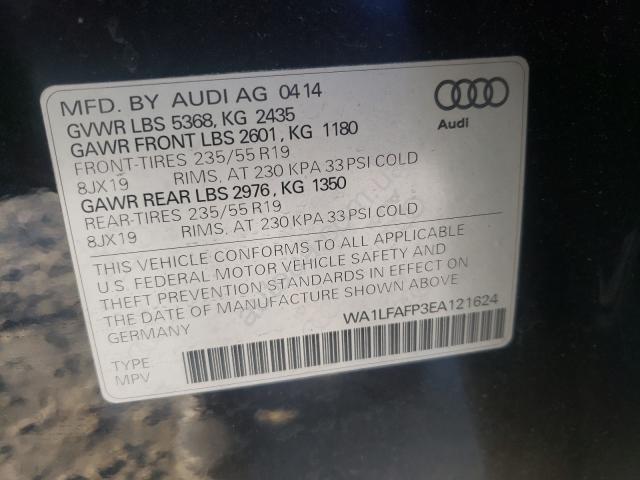 MFD. BY AUDI AG 0414
GVWR LBS 5368, KG 2435
GAWR FRONT LBS 2601, KG 1180
FRONT-TIRES 235/55 R19
8JX19 RIMS, AT 230 KPA 33 PSI COLD
GAWR REAR LBS 2976, KG 1350
REAR-TIRES 235/55 R19
8JX19 RIMS, AT 230 KPA 33 PSI COLD
Audi
THIS VEHICLE CONFORMS TO ALL APPLICABLE
U.S. FEDERAL MOTOR VEHICLE SAFETY AND
THEFT PREVENTION STANDARDS IN EFFECT ON
THE DATE OF MANUFACTURE SHOWN ABOVE.
GERMANY
WA1LFAFP3EA121624
TYPE
MPV